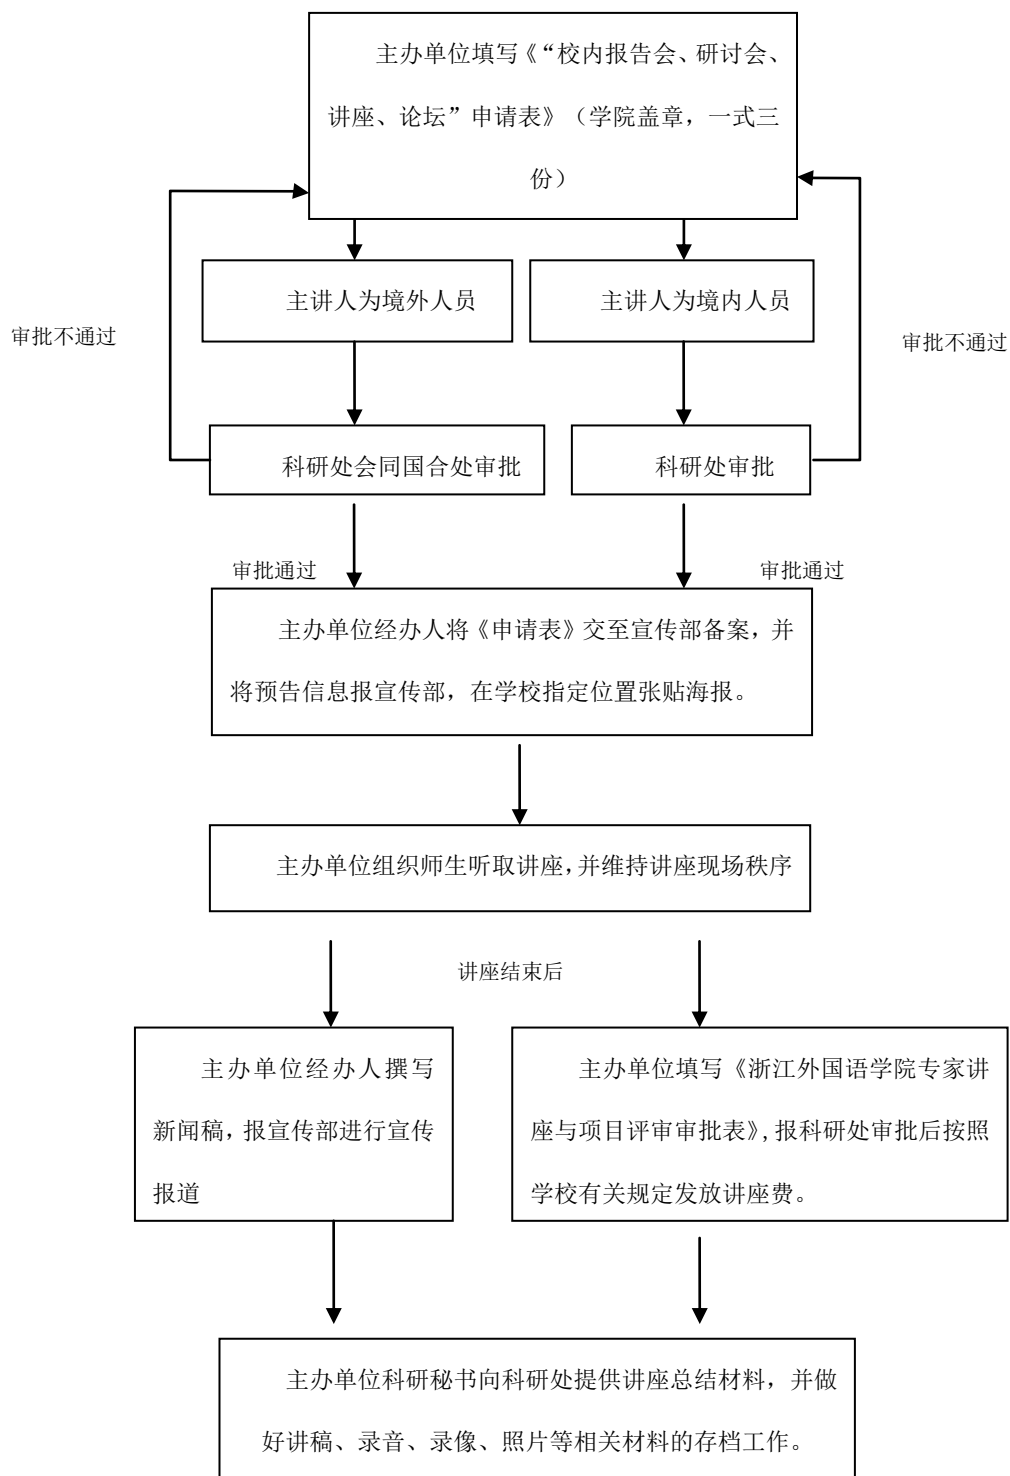 主办单位填写《“校内报告会、研讨会、
讲座、论坛”申请表》（学院盖章，一式三
份）
主讲人为境外人员
主讲人为境内人员
审批不通过
审批不通过
科研处会同国合处审批
科研处审批
审批通过
审批通过
主办单位经办人将《申请表》交至宣传部备案，并
将预告信息报宣传部，在学校指定位置张贴海报。
主办单位组织师生听取讲座，并维持讲座现场秩序
讲座结束后
主办单位经办人撰写
新闻稿，报宣传部进行宣传
报道
主办单位填写《浙江外国语学院专家讲
座与项目评审审批表》，报科研处审批后按照
学校有关规定发放讲座费。
主办单位科研秘书向科研处提供讲座总结材料，并做
好讲稿、录音、录像、照片等相关材料的存档工作。